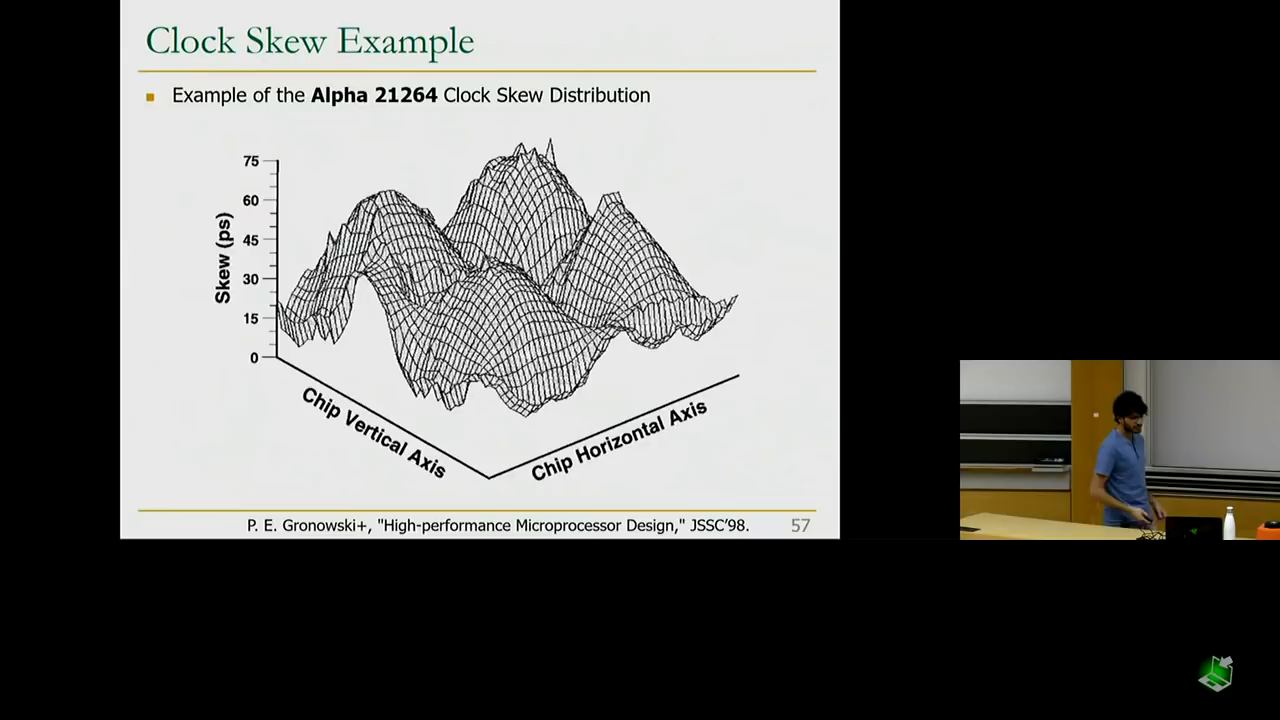 Clock Skew Example
Example of the Alpha 21264 Clock Skew Distribution
75
60
45
30
15
0
Skew (ps)
Chip Vertical Axis
Chip Horizontal Axis
P. E. Gronowski+, "High-performance Microprocessor Design," JSSC'98.
57